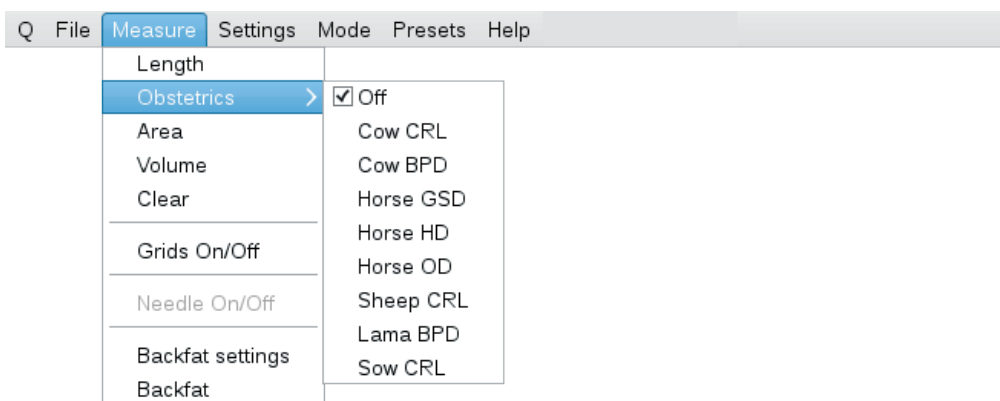 Q File Measure Settings Mode Presets Help
Length
Obstetrics
Area
Volume
Clear
Grids On/Off
Needle On/Off
Backfat settings
Backfat
Off
Cow CRL
Cow BPD
Horse GSD
Horse HD
Horse OD
Sheep CRL
Lama BPD
Sow CRL